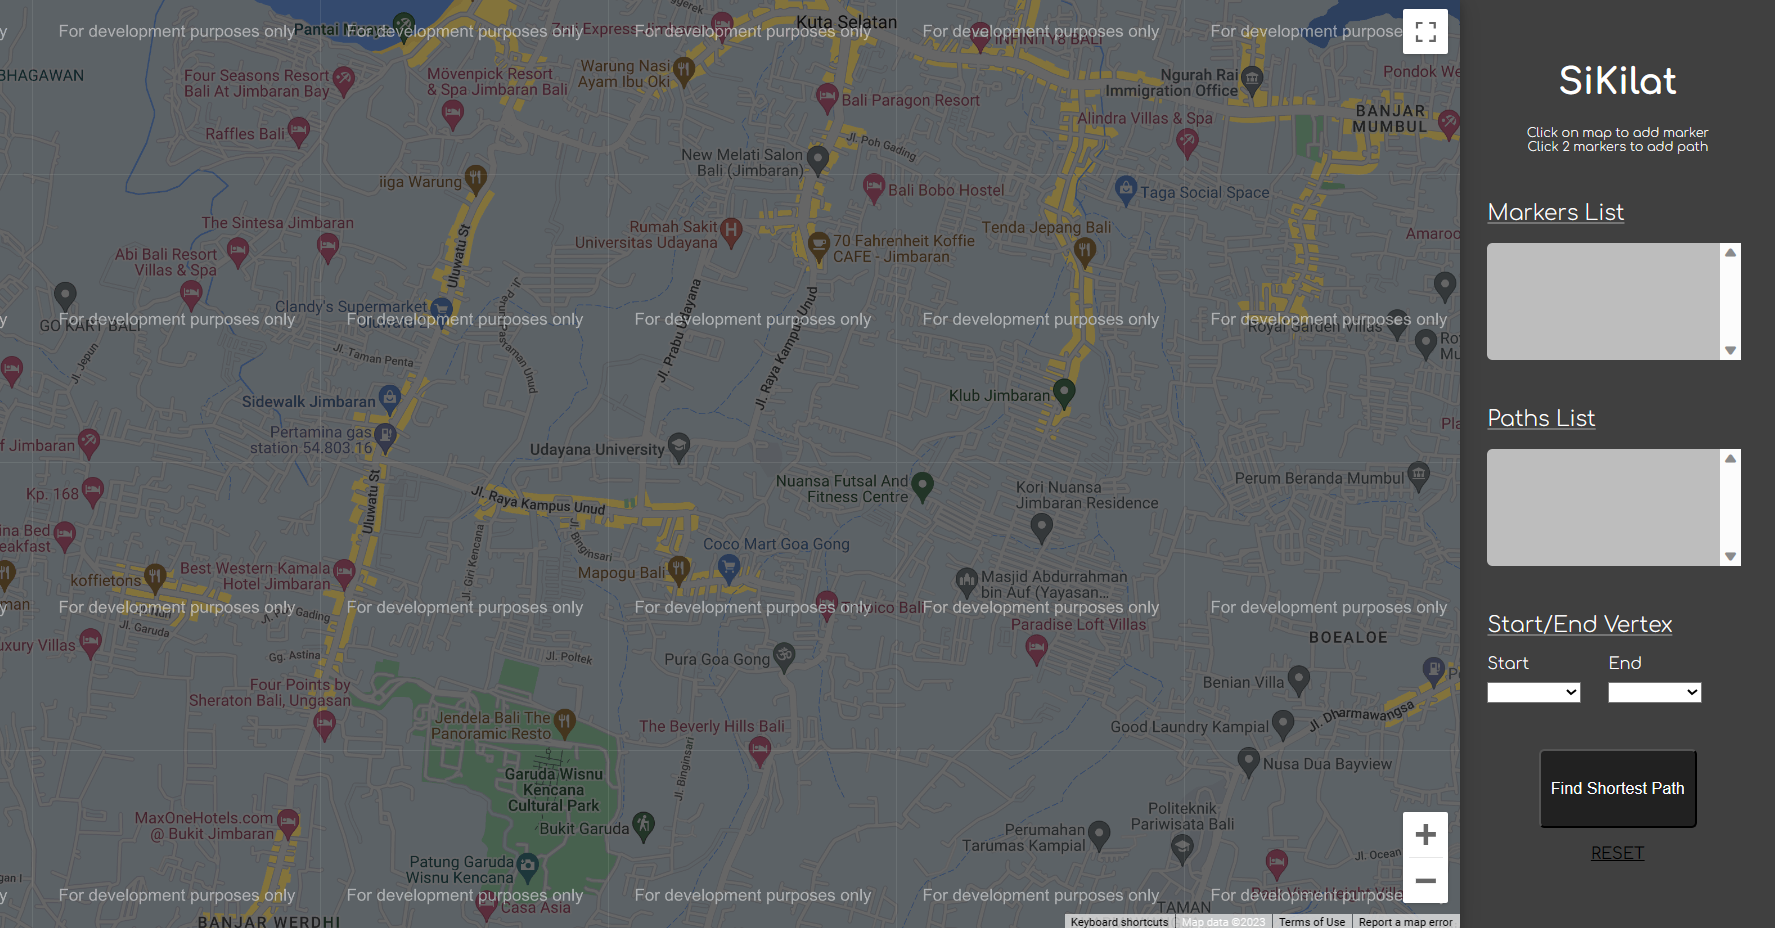 For development purposes only
Pantai Muaya
For development purposes only
Express Jimbaran
For development purposes only
Kuta Selatan
For development purposes only
INFINITY8 BALI
For development purpose
BHAGAWAN
Four Seasons Resort
Bali At Jimbaran Bay
Mövenpick Resort
& Spa Jimbaran Bali
Warung Nasi
Ayam Ibu Oki
Bali Paragon Resort
Ngurah Rai
Immigration Office
Pondok We
BANJAR
MUMBUL
Raffles Bali
Alindra Villas & Spa
Jl. Poh Gading
New Melati Salon
Bali (Jimbaran)
iiga Warung
Bali Bobo Hostel
Taga Social Space
The Sintesa Jimbaran
Uluwatu St
Rumah Sakit
Universitas Udayana
Tenda Jepang Bali
70 Fahrenheit Koffie
CAFE - Jimbaran
Amaroo
Abi Bali Resort
Villas & Spa
Clandy's Supermarket
Jl. Prabu Udayana
Jl. Raya Kampus Unud
GO KART BALI
For development purposes only
For development purposes only
For development purposes only
For development purposes only
For development purposes only
Royal Garden Villas
Ro
Mu
Jl. Jepun
Jl. Taman Penta
Sidewalk Jimbaran
Klub Jimbaran
Pertamina gas
station 54.803.16
f Jimbaran
Pla
Udayana University
Nuansa Futsal And
Fitness Centre
Kori Nuansa
Jimbaran Residence
Perum Beranda Mumbul
Kp. 168
Uluwatu St
Jl. Raya Kampus Unud
ina Bed
eakfast
Jl. Binginsari
Jl. Giri Kencana
Coco Mart Goa Gong
Best Western Kamala
Hotel Jimbaran
koffietons
Mapogu Bali
Masjid Abdurrahman
bin Auf (Yayasan...
man
For development purposes only
For development purposes only
For development purposes only
For development purposes only
For development purposes only
Jl. Garuda
Paradise Loft Villas
BOEALOE
uxury Villas
Gg. Astina
Jl. Poltek
Pura Goa Gong
Four Points by
Sheraton Bali, Ungasan
Benian Villa
Jendela Bali The
Panoramic Resto
The Beverly Hills Bali
Good Laundry Kampial
Jl. Dharmawangsa
Jl. Binginsari
Garuda Wisnu
Kencana
Cultural Park
Nusa Dua Bayview
MaxOneHotels.com
@ Bukit Jimbaran
Bukit Garuda
Politeknik
Pariwisata Bali
Perumahan
Tarumas Kampial
Patung Garuda
Wisnu Kencana
Jl. Ocean
gan I
For development purposes only
For development purposes only
For development purposes only
For development purposes only
For development purpose
BANJAR WERDHI
Casa Asia
TAMAN
Keyboard shortcuts
Map data ©2023
Terms of Use
Report a map error
SiKilat
Click on map to add marker
Click 2 markers to add path
Markers List
Paths List
Start/End Vertex
Start
End
Find Shortest Path
RESET